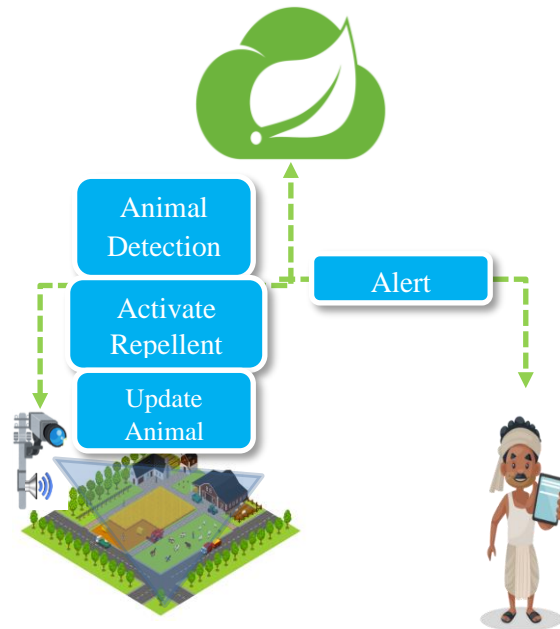 Animal
Detection
Activate
Repellent
Update
Animal
Alert